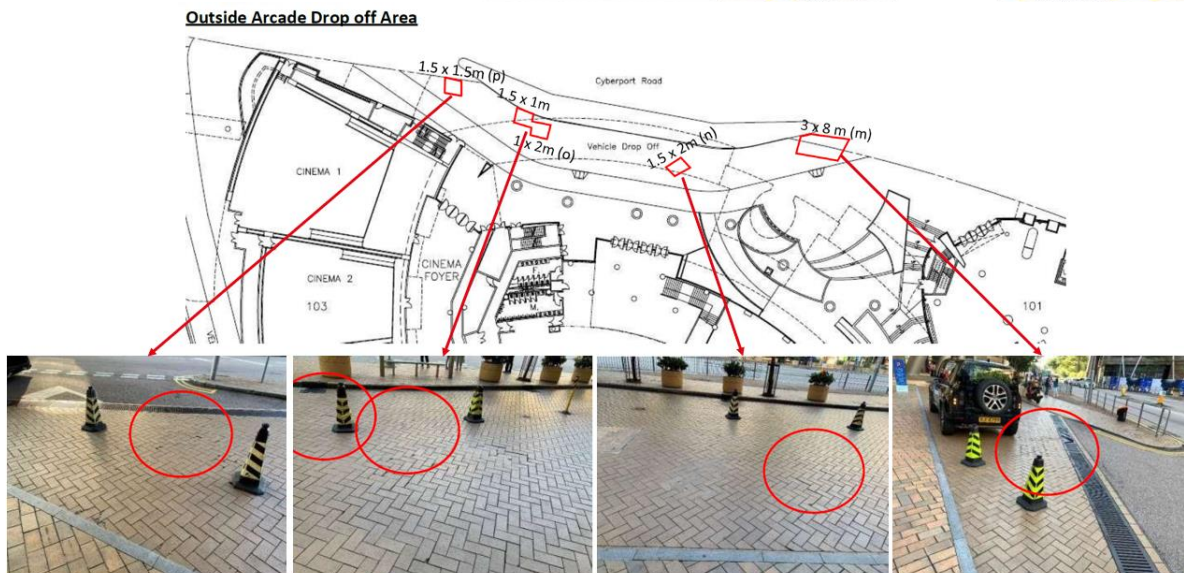 Outside Arcade Drop off Area
1.5 x 1.5m (p)
Cyberport Road
1.5 x 1m
3 x 8 m (m)
1 x 2m (o)
Vehicle Drop Off
1.5 x 2m (n)
CINEMA 1
CINEMA
FOYER
CINEMA 2
103
F.
M.
101